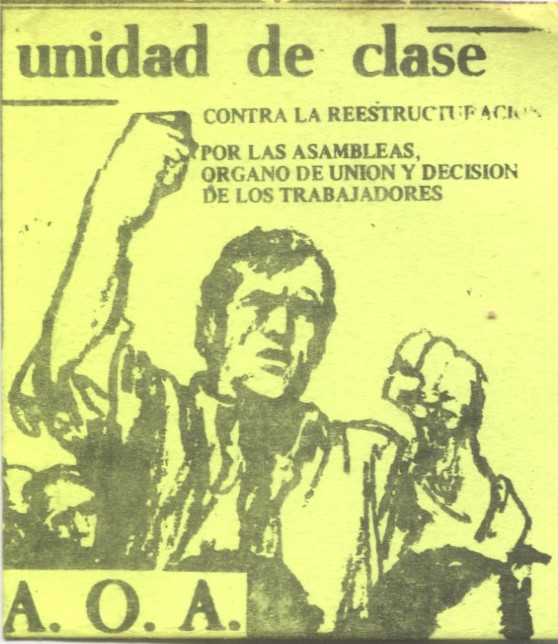 unidad de clase
CONTRA LA REESTRUCTURACION
POR LAS ASAMBLEAS,
ORGANO DE UNION Y DECISION
DE LOS TRABAJADORES
A. O. A.